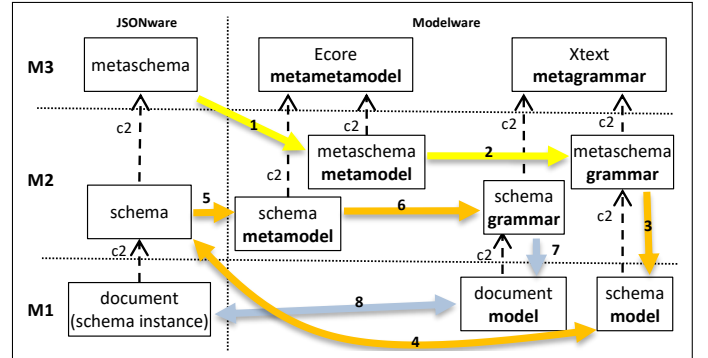 JSONware
Modelware
M3
metaschema
Ecore
metametamodel
Xtext
metagrammar
c2
1
c2
c2
metaschema
metamodel
2
metaschema
grammar
M2
schema
5
schema
metamodel
6
schema
grammar
c2
3
c2
c2
7
M1
document
(schema instance)
8
document
model
schema
model
4